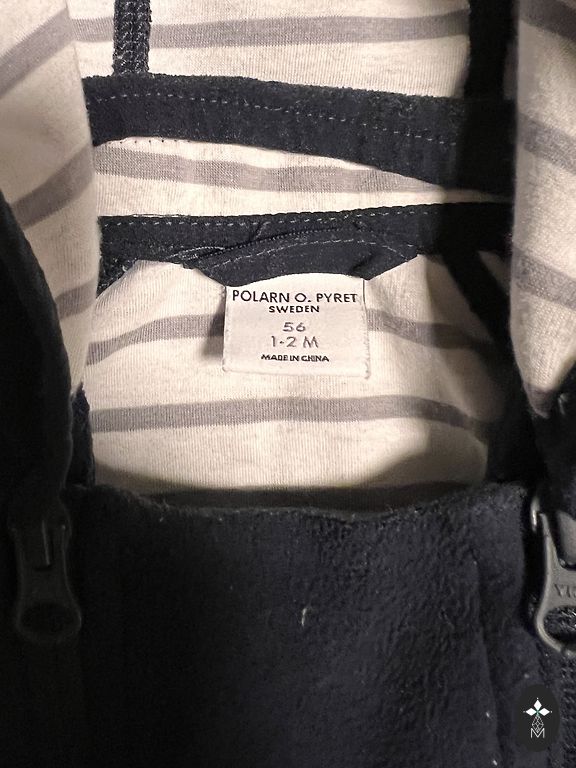 POLARN O. PYRET
SWEDEN
56
1-2 M
MADE IN CHINA
M